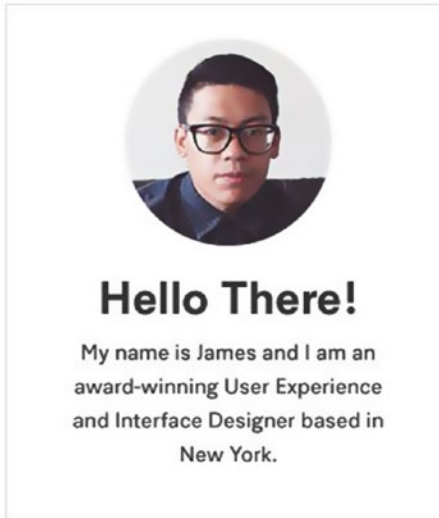 Hello There!
My name is James and I am an
award-winning User Experience
and Interface Designer based in
New York.